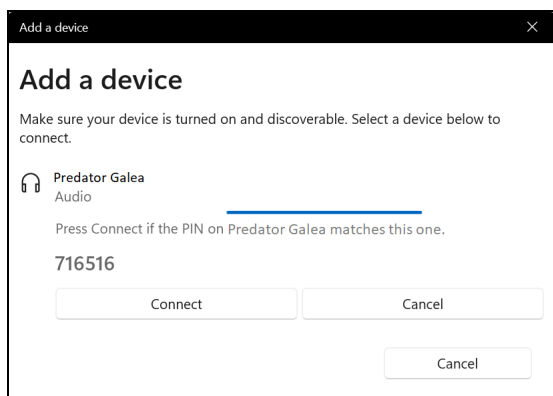 Add a device
Add a device
Make sure your device is turned on and discoverable. Select a device below to
connect.
Predator Galea
Audio
Press Connect if the PIN on Predator Galea matches this one.
716516
Connect Cancel
Cancel